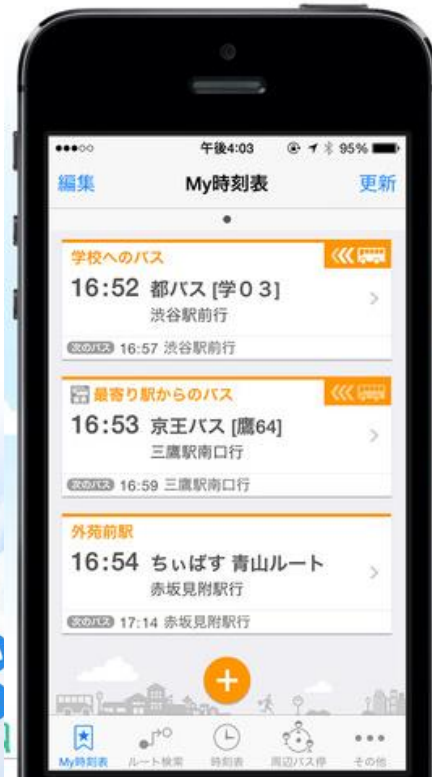 午後4:03
95%
編集
My時刻表
更新
学校へのバス
16:52 都バス [学03]
渋谷駅前行
次のバス 16:57 渋谷駅前行
最寄り駅からのバス
16:53 京王バス [鷹64]
三鷹駅南口行
次のバス 16:59 三鷹駅南口行
外苑前駅
16:54 ちぃばす 青山ルート
赤坂見附駅行
次のバス 17:14 赤坂見附駅行
My時刻表
ルート検索
時刻表
周辺バス停
その他